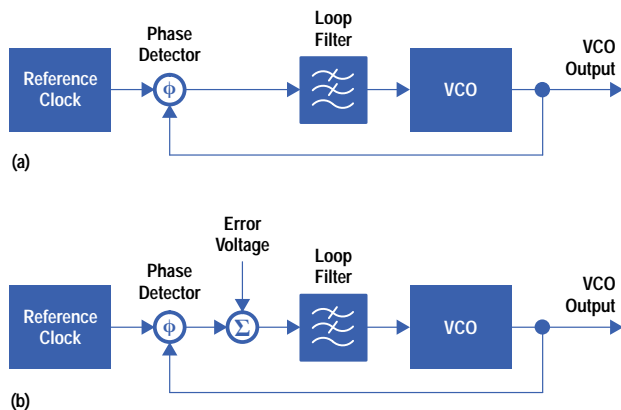 Phase
Detector
Loop
Filter
VCO
Output
Reference
Clock
ϕ
VCO
(a)
Error
Voltage
Phase
Detector
Loop
Filter
VCO
Output
Reference
Clock
ϕ
Σ
VCO
(b)